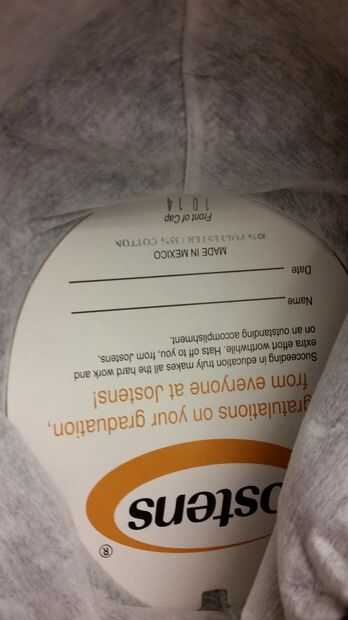 ostens
®
gratulations on your graduation,
from everyone at Jostens!
Succeeding in education truly makes all the hard work and
extra effort worthwhile. Hats off to you, from Jostens,
on an outstanding accomplishment.
Name
Date
MADE IN MEXICO
POLYESTER / 35% COTTON
Front of Cap